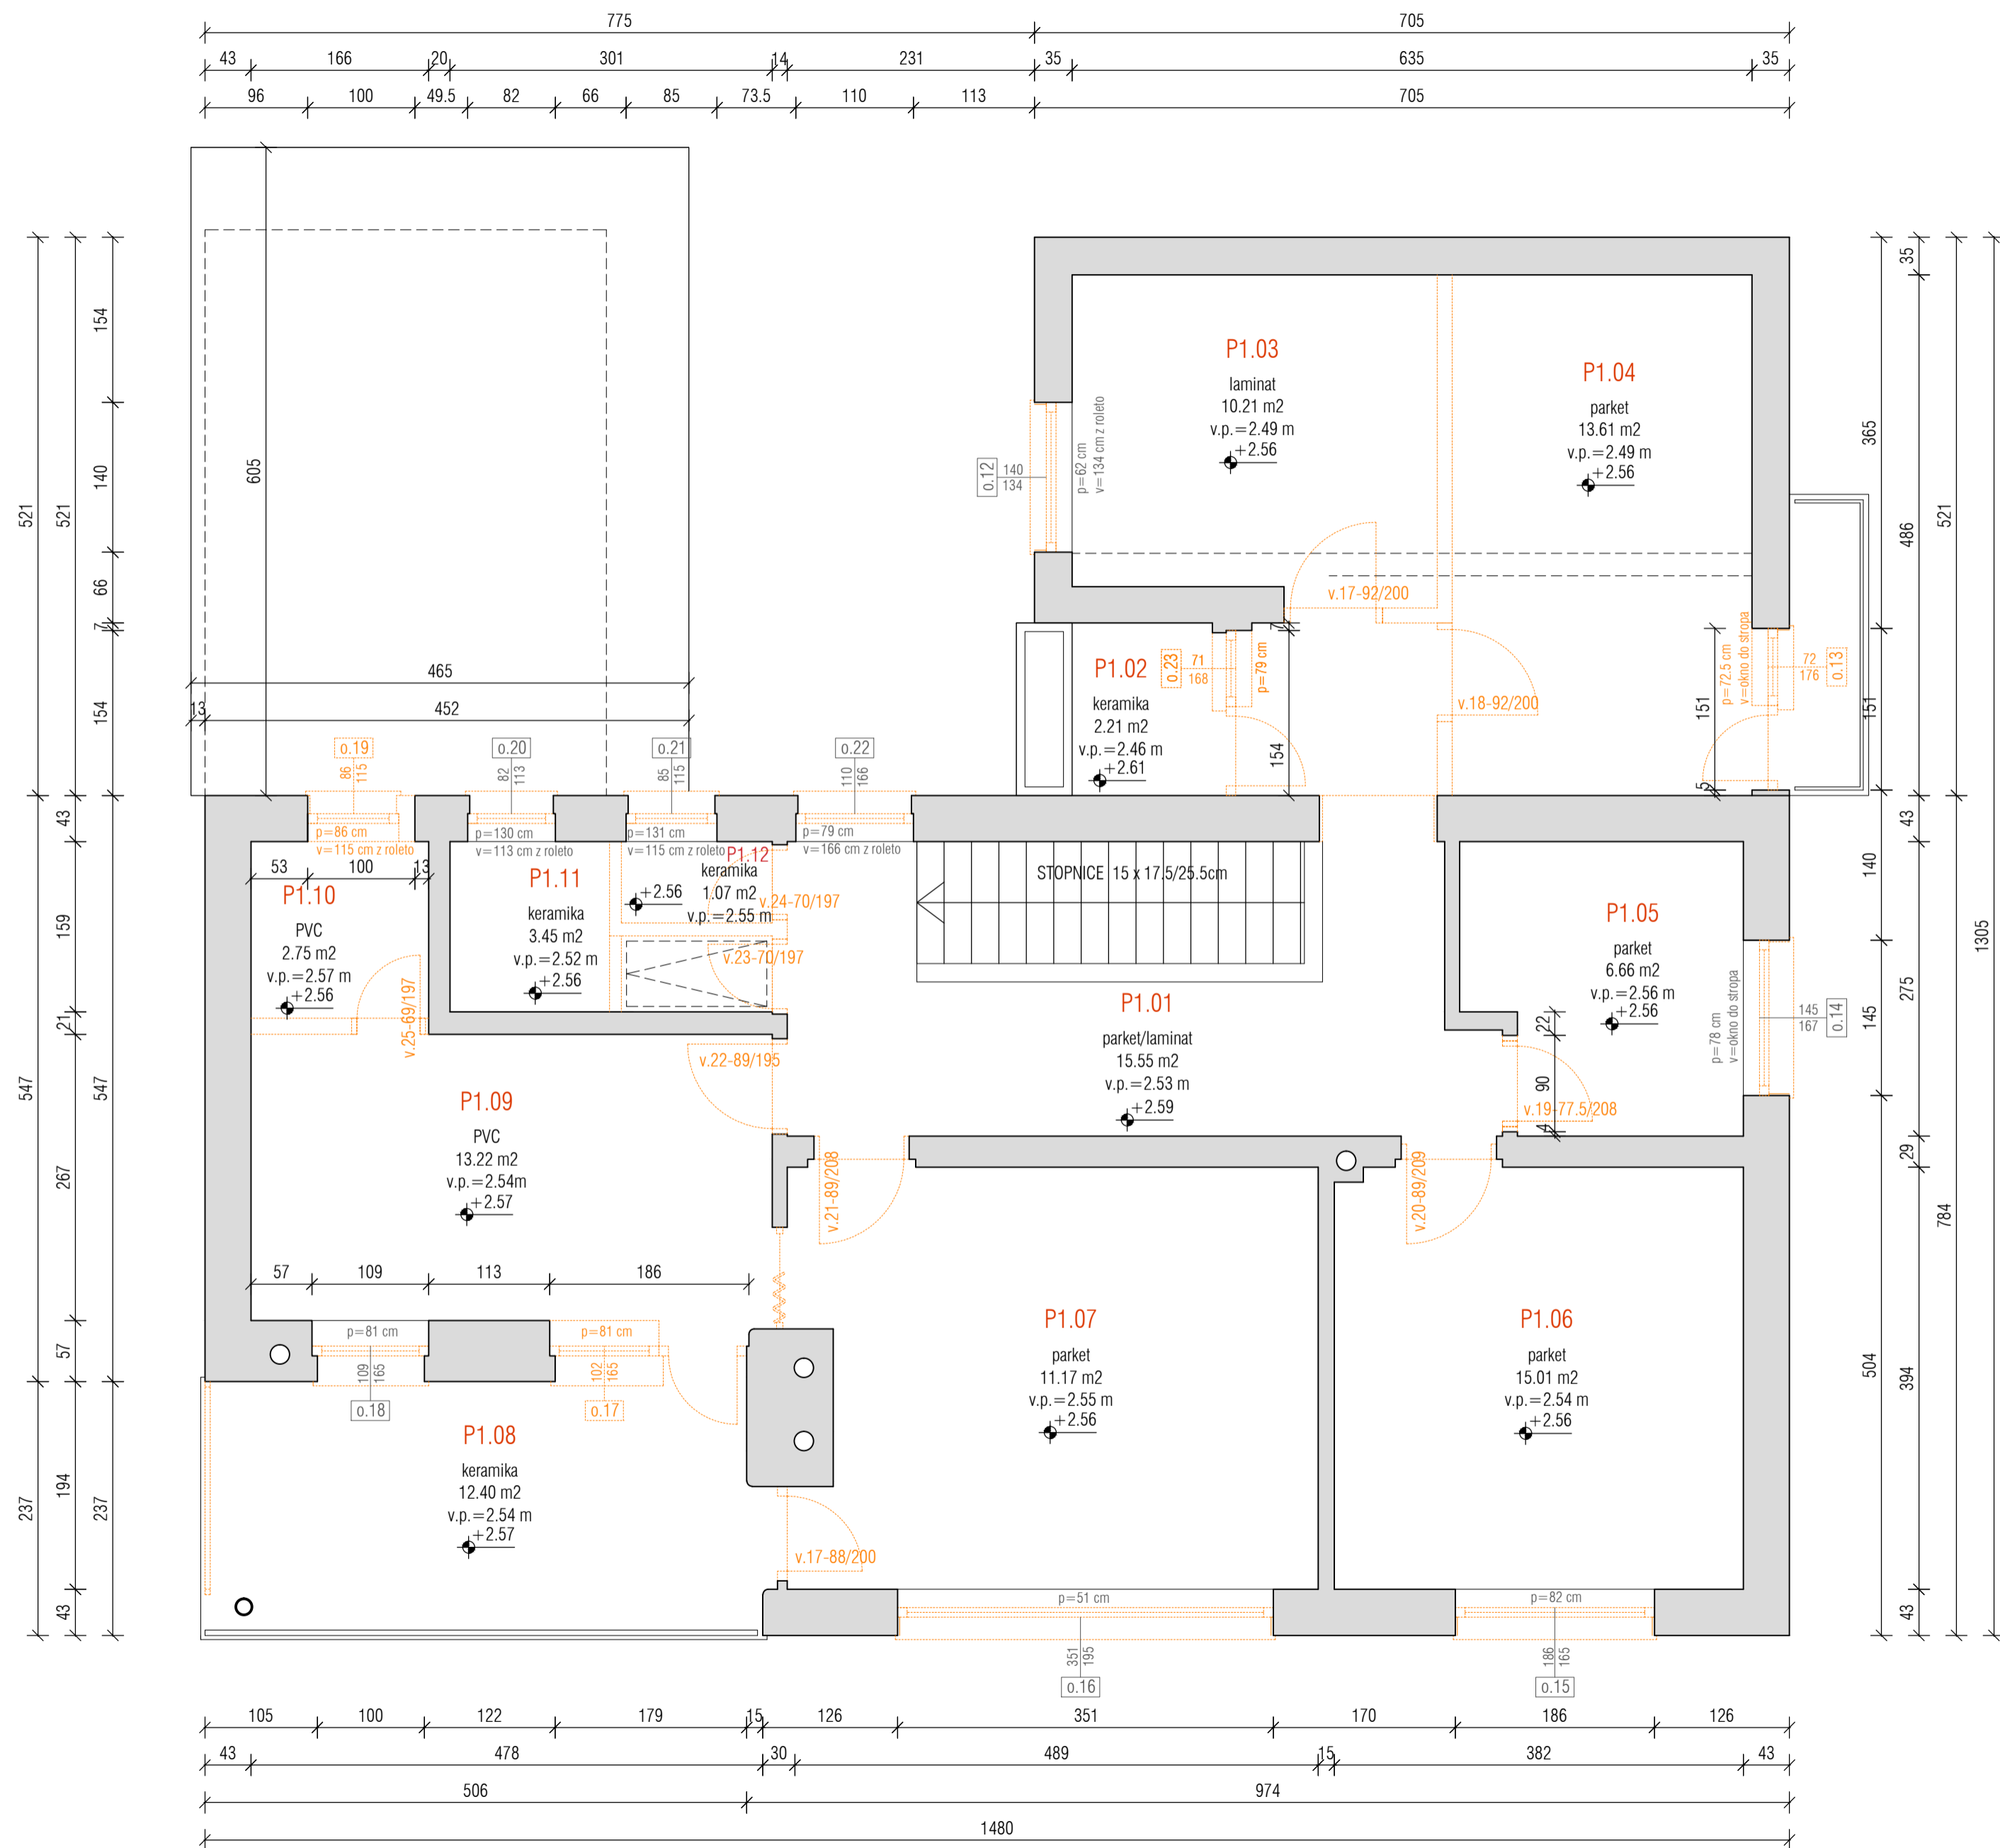 775
705
43
166
20
301
14
231
35
635
35
96
100
49.5
82
66
85
73.5
110
113
705
605
465
13
452
521
521
154
140
66
7
154
547
43
159
21
267
57
547
237
194
43
237
35
365
486
521
151
43
140
275
145
1305
29
504
394
784
43
P1.03
laminat
10.21 m2
v.p.=2.49 m
+2.56
P1.04
parket
13.61 m2
v.p.=2.49 m
+2.56
o.12
140
134
p=62 cm
v=134 cm z roleto
v.17-92/200
7
P1.02
keramika
2.21 m2
v.p.=2.46 m
+2.61
o.23
71
168
p=79 cm
154
v.18-92/200
151
5
p=72.5 cm
v=okno do stropa
72
176
o.13
o.19
86
115
p=86 cm
v=115 cm z roleto
o.20
82
113
p=130 cm
v=113 cm z roleto
o.21
85
115
p=131 cm
v=115 cm z roleto
o.22
110
166
p=79 cm
v=166 cm z roleto
53
100
13
P1.10
PVC
2.75 m2
v.p.=2.57 m
+2.56
v.25-69/197
P1.11
keramika
3.45 m2
v.p.=2.52 m
+2.56
P1.12
keramika
1.07 m2
v.p.=2.55 m
+2.56
v.24-70/197
v.23-70/197
STOPNICE 15 x 17.5/25.5cm
P1.01
parket/laminat
15.55 m2
v.p.=2.53 m
+2.59
P1.05
parket
6.66 m2
v.p.=2.56 m
+2.56
22
90
4
v.19-77.5/208
p=78 cm
v=okno do stropa
145
167
o.14
v.22-89/195
P1.09
PVC
13.22 m2
v.p.=2.54m
+2.57
v.21-89/208
v.20-89/209
57
109
113
186
p=81 cm
109
165
o.18
p=81 cm
102
165
o.17
P1.08
keramika
12.40 m2
v.p.=2.54 m
+2.57
P1.07
parket
11.17 m2
v.p.=2.55 m
+2.56
P1.06
parket
15.01 m2
v.p.=2.54 m
+2.56
v.17-88/200
p=51 cm
351
195
o.16
p=82 cm
186
165
o.15
105
100
122
179
15
126
351
170
186
126
43
478
30
489
15
382
43
506
974
1480